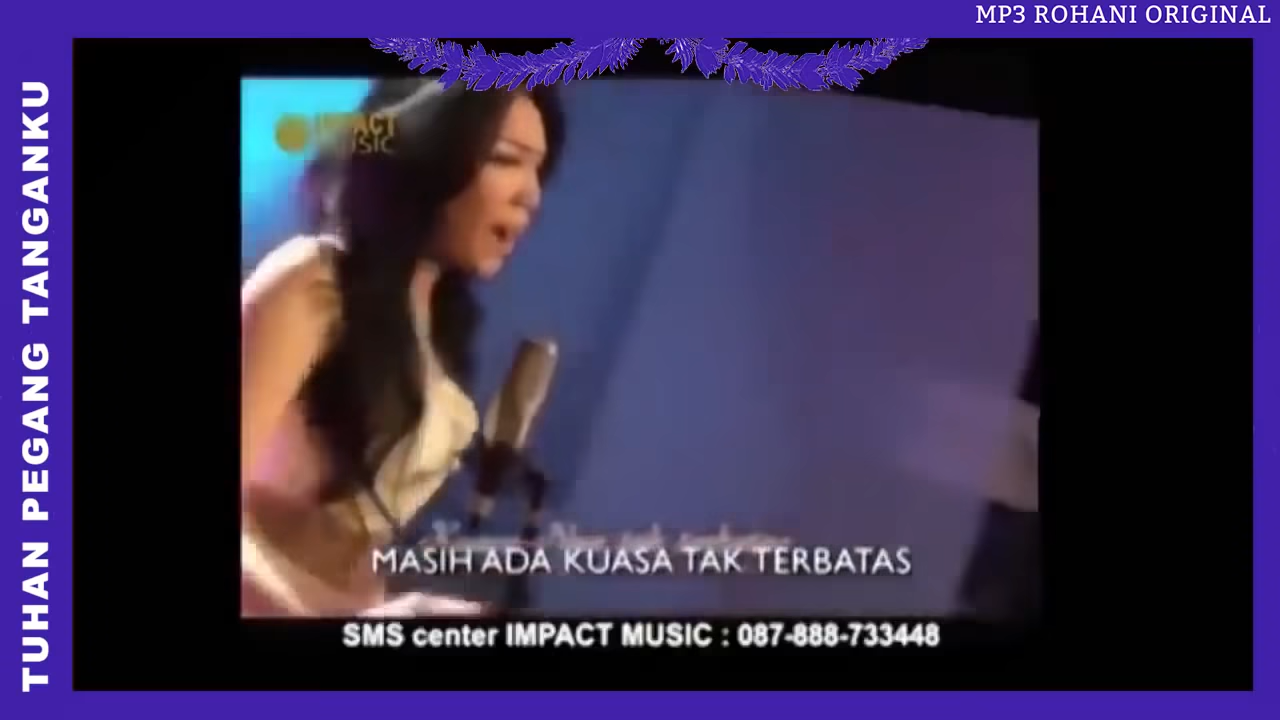 MP3 ROHANI ORIGINAL
TUHAN PEGANG TANGANKU
IMPACT
MUSIC
tak
MASIH ADA KUASA TAK TERBATAS
SMS center IMPACT MUSIC : 087-888-733448